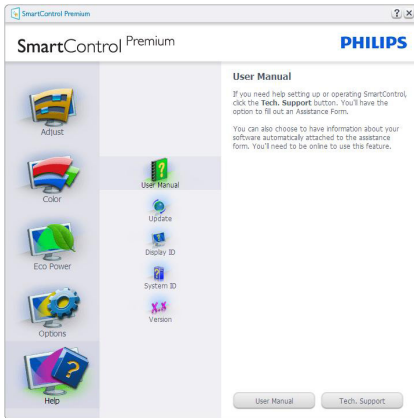 SmartControl Premium
SmartControl Premium
PHILIPS
Adjust
Color
Eco Power
Options
Help
User Manual
Update
Display ID
System ID
X.X
Version
User Manual
If you need help setting up or operating SmartControl,
click the Tech. Support button. You'll have the
option to fill out an Assistance Form.
You can also choose to have information about your
software automatically attached to the assistance
form. You'll need to be online to use this feature.
User Manual
Tech. Support